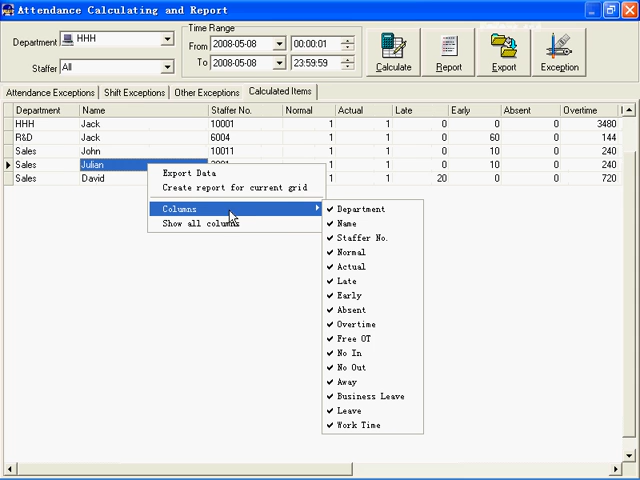 Attendance Calculating and Report
Department HHH
Staffer All
Time Range
From 2008-05-08 00:00:01
To 2008-05-08 23:59:59
Calculate Report Export Exception
Attendance Exceptions Shift Exceptions Other Exceptions Calculated Items
Department Name Staffer No. Normal Actual Late Early Absent Overtime
HHH Jack 10001 1 1 0 0 0 3480
R&D Jack 6004 1 1 0 60 0 144
Sales John 10011 1 1 0 10 0 240
Sales Julian 1 1 0 10 0 240
Sales David 1 1 20 0 0 720
Export Data
Create report for current grid
Columns
Show all columns
Department
Name
Staffer No.
Normal
Actual
Late
Early
Absent
Overtime
Free OT
No In
No Out
Away
Business Leave
Leave
Work Time